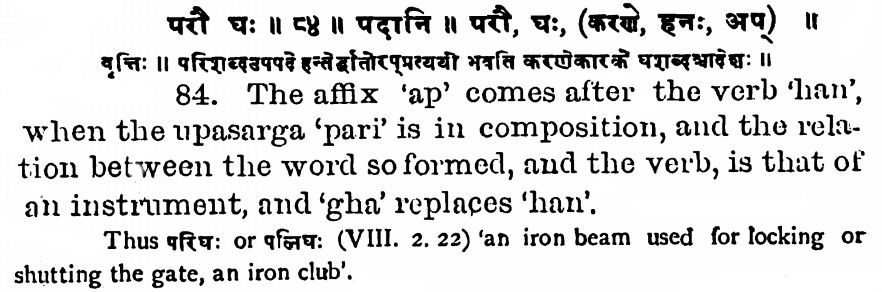 परौ घः ॥ ८४ ॥ पदानि ॥ परौ, घः, (करणे, हनः, अप्) ॥
वृत्तिः ॥ परिशब्दउपपदे हन्तेर्द्धातोरप्प्रत्ययो भवति करणेकारके घशब्दश्चादेशः ॥
84. The affix 'ap' comes after the verb 'han',
when the upasarga 'pari' is in composition, and the rela-
tion between the word so formed, and the verb, is that of
an instrument, and 'gha' replaces 'han'.
Thus परिघः or पलिघः (VIII. 2. 22) 'an iron beam used for locking or
shutting the gate, an iron club'.